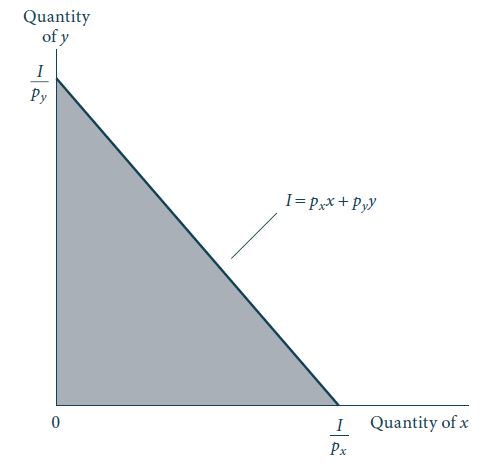 Quantity
of y
I
py
I = pxx + pyy
0
I
px
Quantity of x